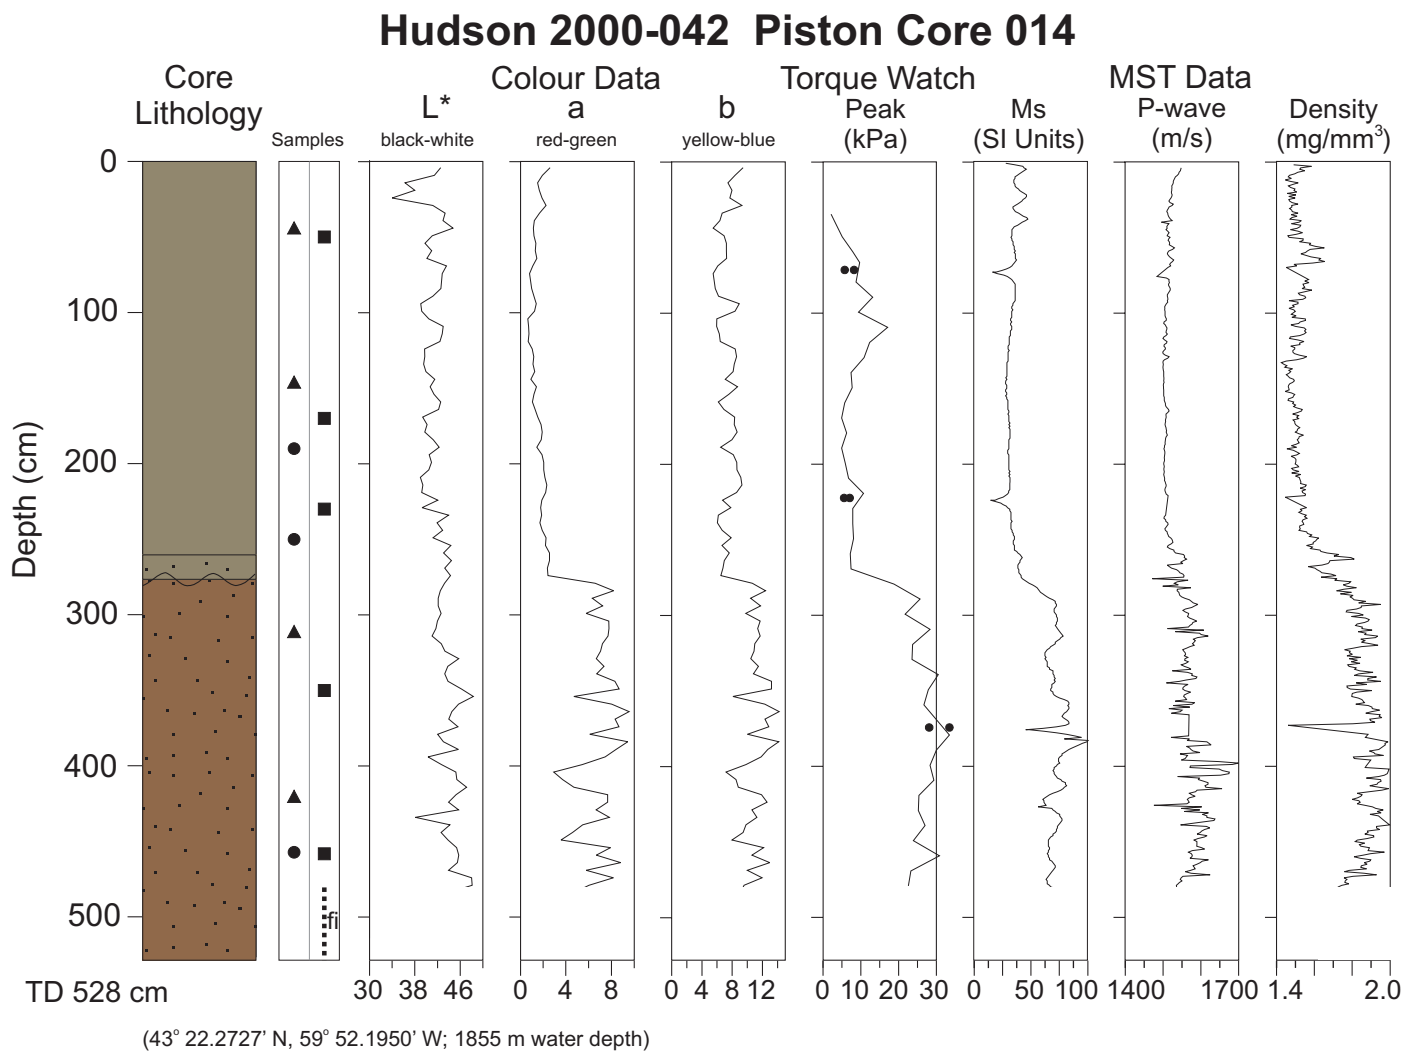 Hudson 2000-042 Piston Core 014
Core Lithology
Samples
Colour Data
L*
black-white
a
red-green
b
yellow-blue
Torque Watch
Peak
(kPa)
MST Data
Ms
(SI Units)
P-wave
(m/s)
Density
(mg/mm³)
Depth (cm)
0
100
200
300
400
500
fi
TD 528 cm
30 38 46
0 4 8
0 4 8 12
0 10 20 30
0 50 100
1400 1700
1.4 2.0
(43° 22.2727' N, 59° 52.1950' W; 1855 m water depth)